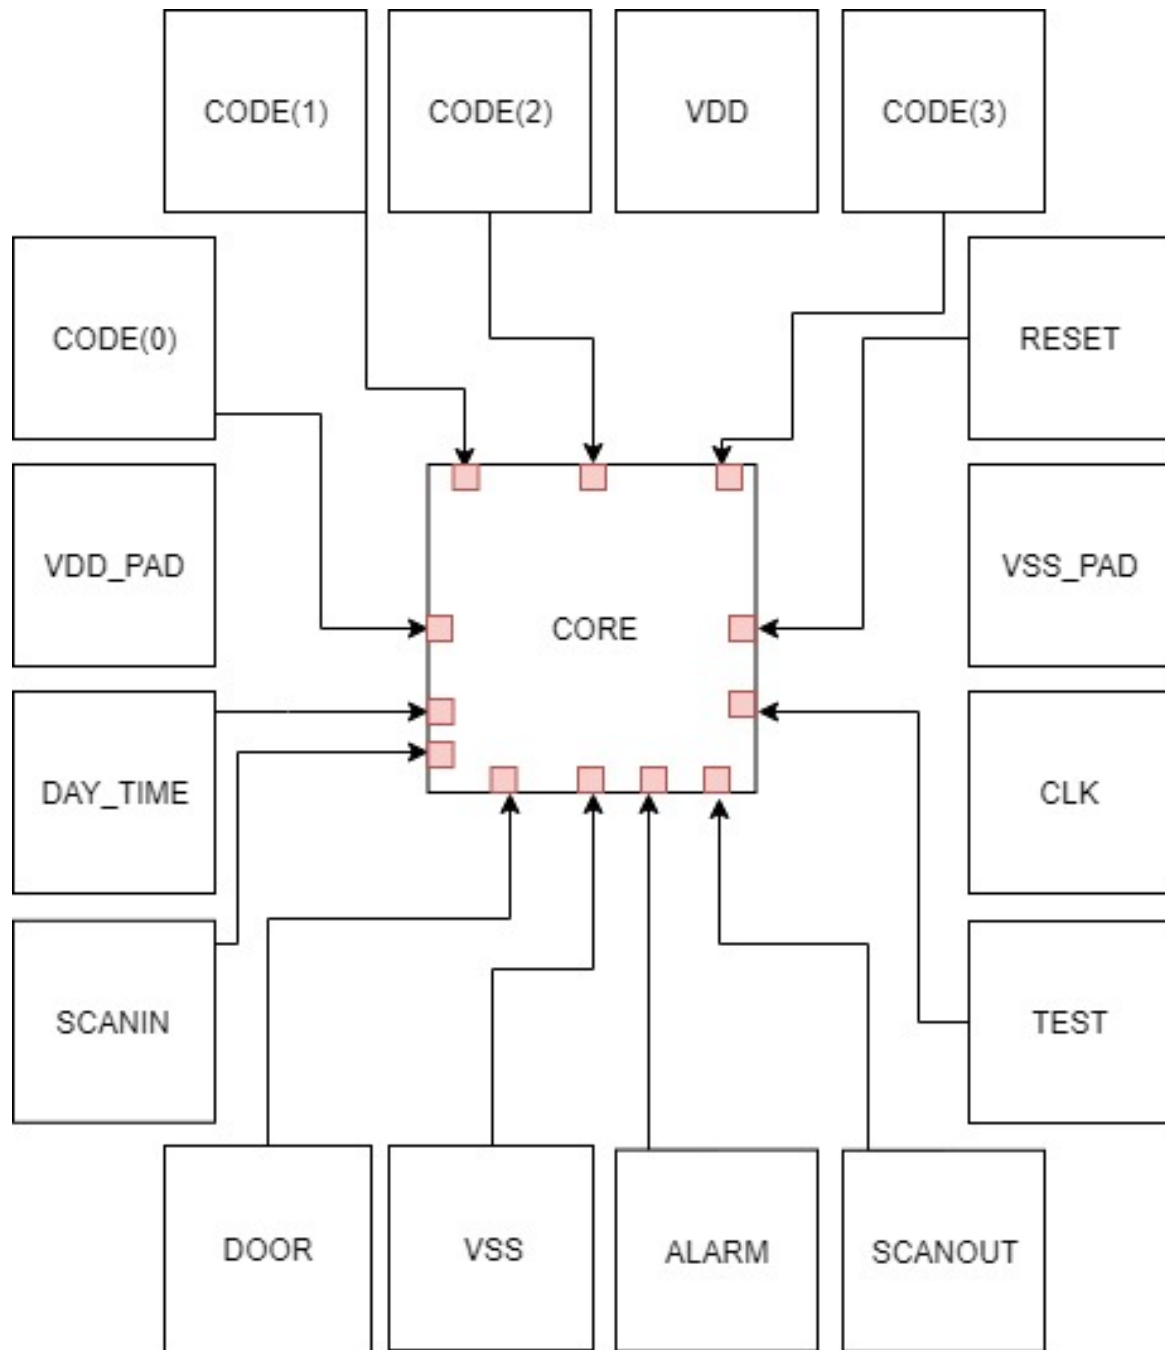 CODE(1)
CODE(2)
VDD
CODE(3)
CODE(0)
RESET
VDD_PAD
CORE
VSS_PAD
DAY_TIME
CLK
SCANIN
TEST
DOOR
VSS
ALARM
SCANOUT